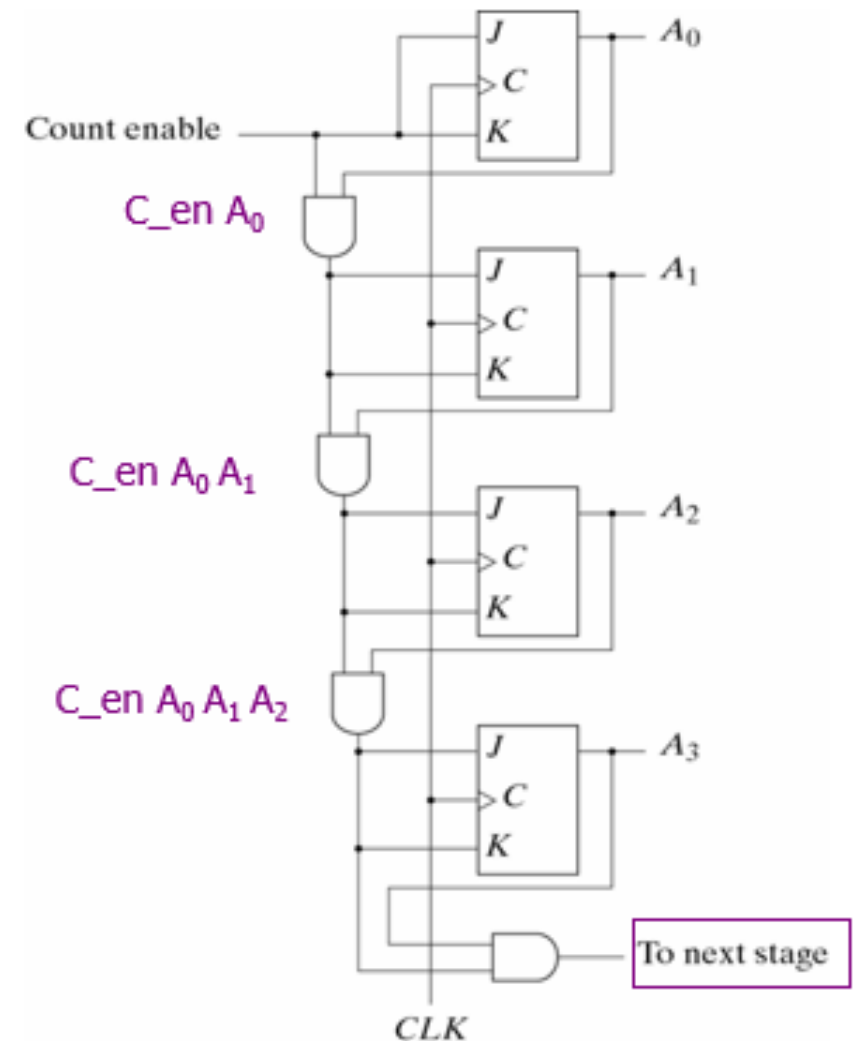 J
A₀
C
Count enable
K
C_en A₀
J
A₁
C
K
C_en A₀ A₁
J
A₂
C
K
C_en A₀ A₁ A₂
J
A₃
C
K
To next stage
CLK